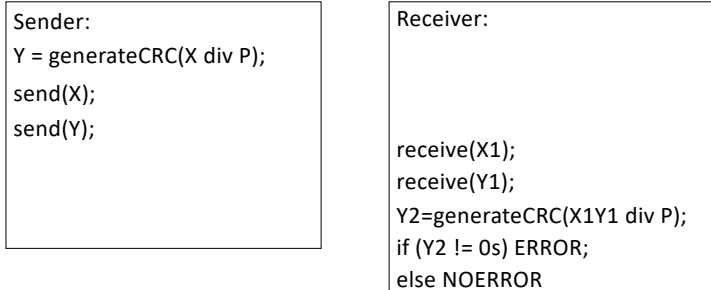 Sender:
Y = generateCRC(X div P);
send(X);
send(Y);
Receiver:
receive(X1);
receive(Y1);
Y2=generateCRC(X1Y1 div P);
if (Y2 != 0s) ERROR;
else NOERROR